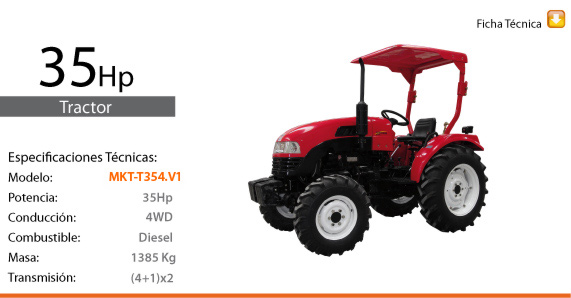 Ficha Técnica
35Hp
Tractor
Especificaciones Técnicas:
Modelo: MKT-T354.V1
Potencia: 35Hp
Conducción: 4WD
Combustible: Diesel
Masa: 1385 Kg
Transmisión: (4+1)x2